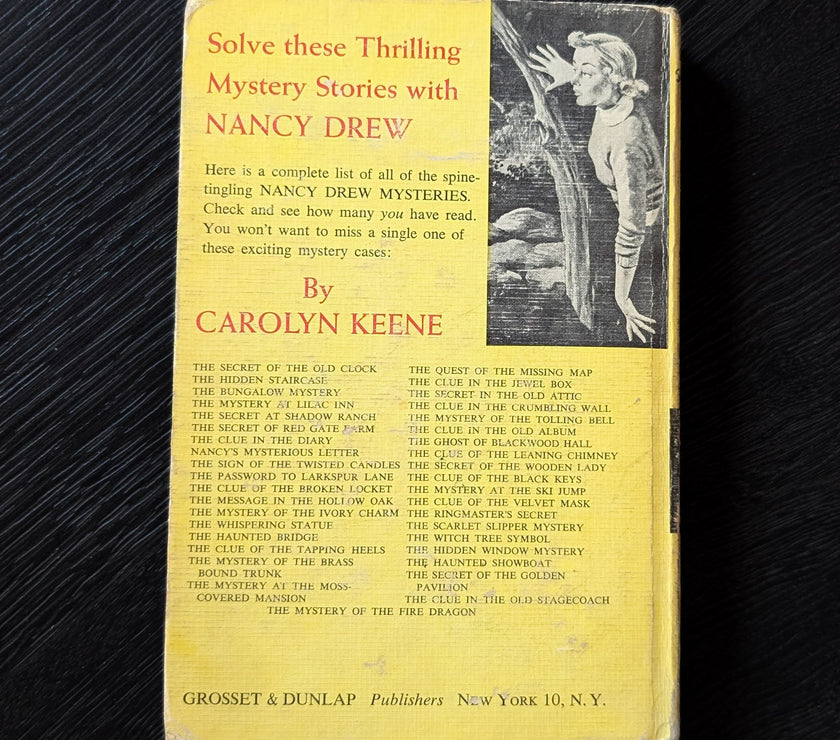 Solve these Thrilling
Mystery Stories with
NANCY DREW
Here is a complete list of all of the spine-
tingling NANCY DREW MYSTERIES.
Check and see how many you have read.
You won't want to miss a single one of
these exciting mystery cases:
By
CAROLYN KEENE
THE SECRET OF THE OLD CLOCK
THE HIDDEN STAIRCASE
THE BUNGALOW MYSTERY
THE MYSTERY AT LILAC INN
THE SECRET AT SHADOW RANCH
THE SECRET OF RED GATE FARM
THE CLUE IN THE DIARY
NANCY'S MYSTERIOUS LETTER
THE SIGN OF THE TWISTED CANDLES
THE PASSWORD TO LARKSPUR LANE
THE CLUE OF THE BROKEN LOCKET
THE MESSAGE IN THE HOLLOW OAK
THE MYSTERY OF THE IVORY CHARM
THE WHISPERING STATUE
THE HAUNTED BRIDGE
THE CLUE OF THE TAPPING HEELS
THE MYSTERY OF THE BRASS
BOUND TRUNK
THE MYSTERY AT THE MOSS-
COVERED MANSION
THE QUEST OF THE MISSING MAP
THE CLUE IN THE JEWEL BOX
THE SECRET IN THE OLD ATTIC
THE CLUE IN THE CRUMBLING WALL
THE MYSTERY OF THE TOLLING BELL
THE CLUE IN THE OLD ALBUM
THE GHOST OF BLACKWOOD HALL
THE CLUE OF THE LEANING CHIMNEY
THE SECRET OF THE WOODEN LADY
THE CLUE OF THE BLACK KEYS
THE MYSTERY AT THE SKI JUMP
THE CLUE OF THE VELVET MASK
THE RINGMASTER'S SECRET
THE SCARLET SLIPPER MYSTERY
THE WITCH TREE SYMBOL
THE HIDDEN WINDOW MYSTERY
THE HAUNTED SHOWBOAT
THE SECRET OF THE GOLDEN
PAVILION
THE CLUE IN THE OLD STAGECOACH
THE MYSTERY OF THE FIRE DRAGON
GROSSET & DUNLAP Publishers NEW YORK 10, N. Y.